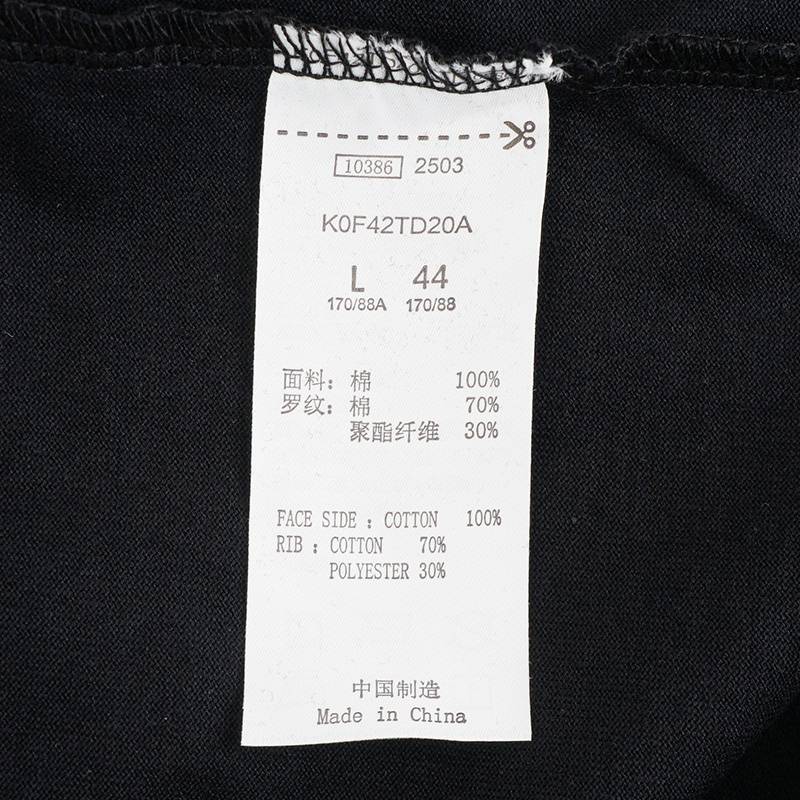 10386 2503
K0F42TD20A
L 44
170/88A 170/88
面料：棉 100%
罗纹：棉 70%
聚酯纤维 30%
FACE SIDE : COTTON 100%
RIB : COTTON 70%
POLYESTER 30%
中国制造
Made in China